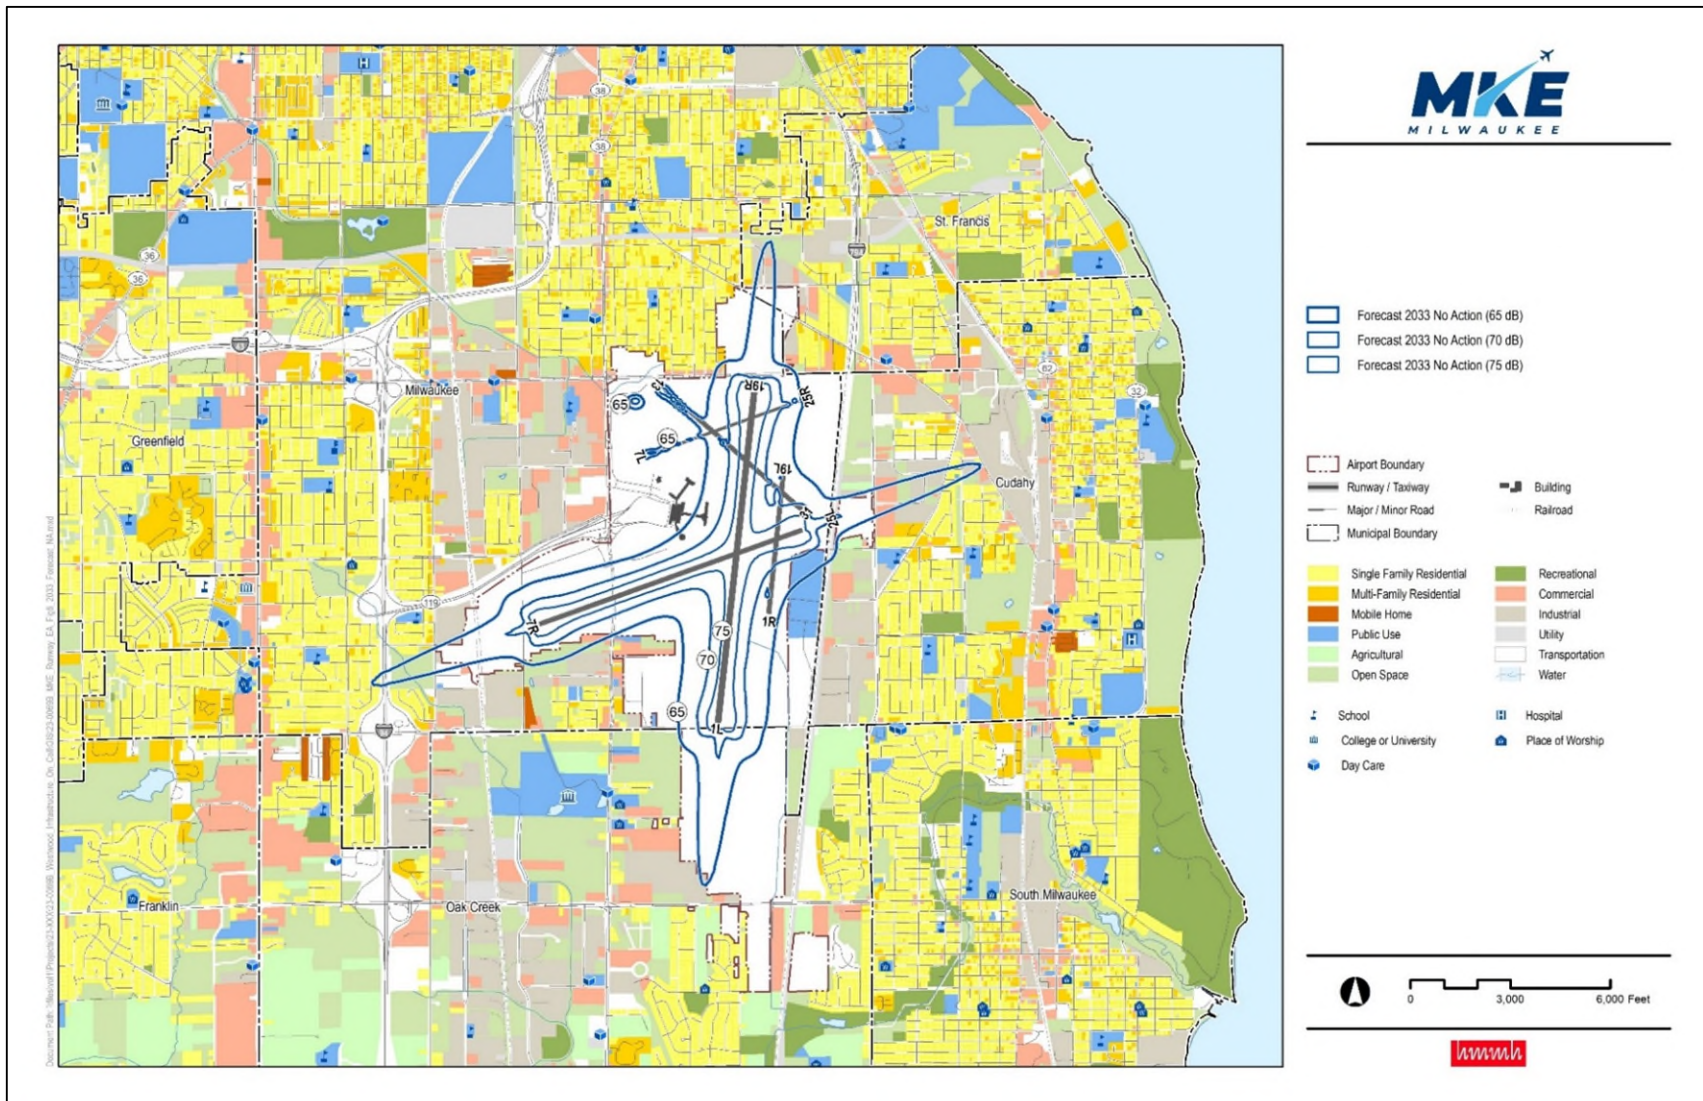 MKE
MILWAUKEE
Forecast 2033 No Action (65 dB)
Forecast 2033 No Action (70 dB)
Forecast 2033 No Action (75 dB)
Airport Boundary
Runway / Taxiway
Building
Major / Minor Road
Railroad
Municipal Boundary
Single Family Residential
Recreational
Multi-Family Residential
Commercial
Mobile Home
Industrial
Public Use
Utility
Agricultural
Transportation
Open Space
Water
School
Hospital
College or University
Place of Worship
Day Care
0 3,000 6,000 Feet
hmmh
38
38
St. Francis
36
36
Milwaukee
62
32
Greenfield
65
13
19R
25R
65
7L
19L
Cudahy
25L
119
7R
75
1R
70
65
1L
Franklin
Oak Creek
South Milwaukee